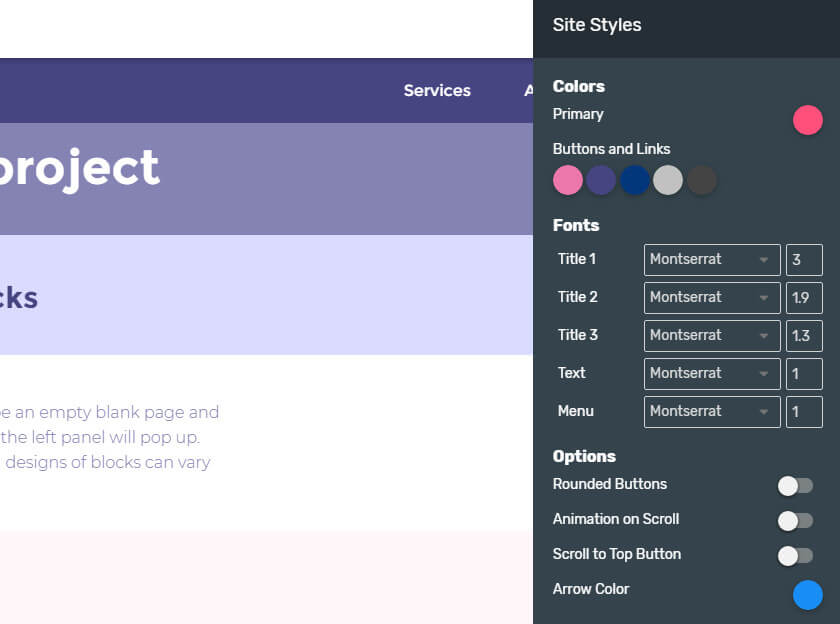 Services
project
cks
e an empty blank page and
the left panel will pop up.
designs of blocks can vary
Site Styles
Colors
Primary
Buttons and Links
Fonts
Title 1 Montserrat 3
Title 2 Montserrat 1.9
Title 3 Montserrat 1.3
Text Montserrat 1
Menu Montserrat 1
Options
Rounded Buttons
Animation on Scroll
Scroll to Top Button
Arrow Color